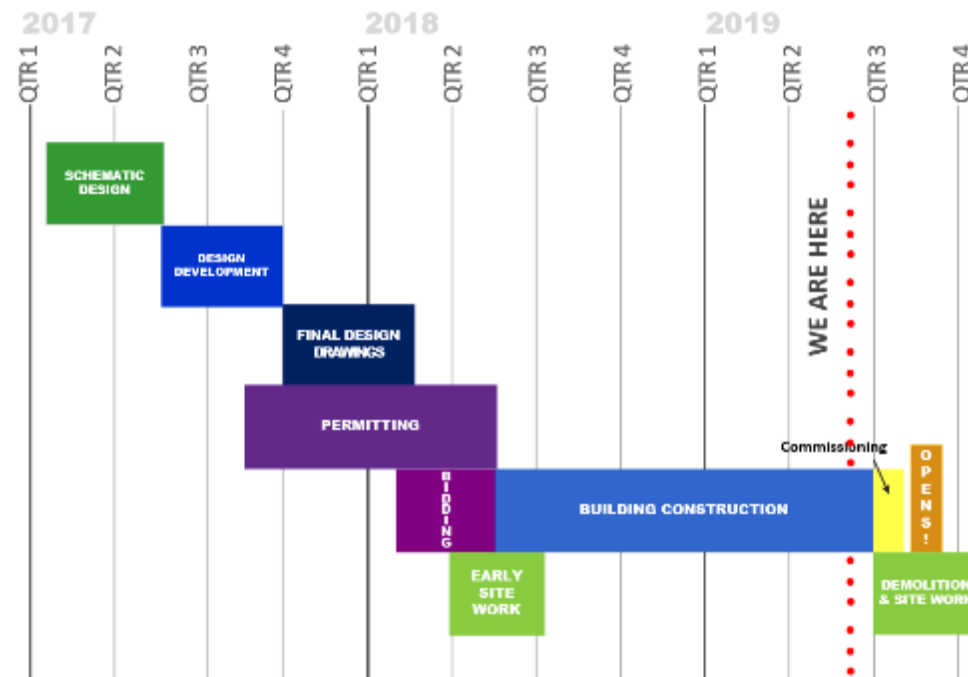 2017 2018 2019
QTR 1 QTR 2 QTR 3 QTR 4 QTR 1 QTR 2 QTR 3 QTR 4 QTR 1 QTR 2 QTR 3 QTR 4
SCHEMATIC
DESIGN
DESIGN
DEVELOPMENT
FINAL DESIGN
DRAWINGS
WE ARE HERE
PERMITTING
Commissioning
BIDDING
BUILDING CONSTRUCTION
OPENS!
EARLY
SITE
WORK
DEMOLITION
& SITE WORK